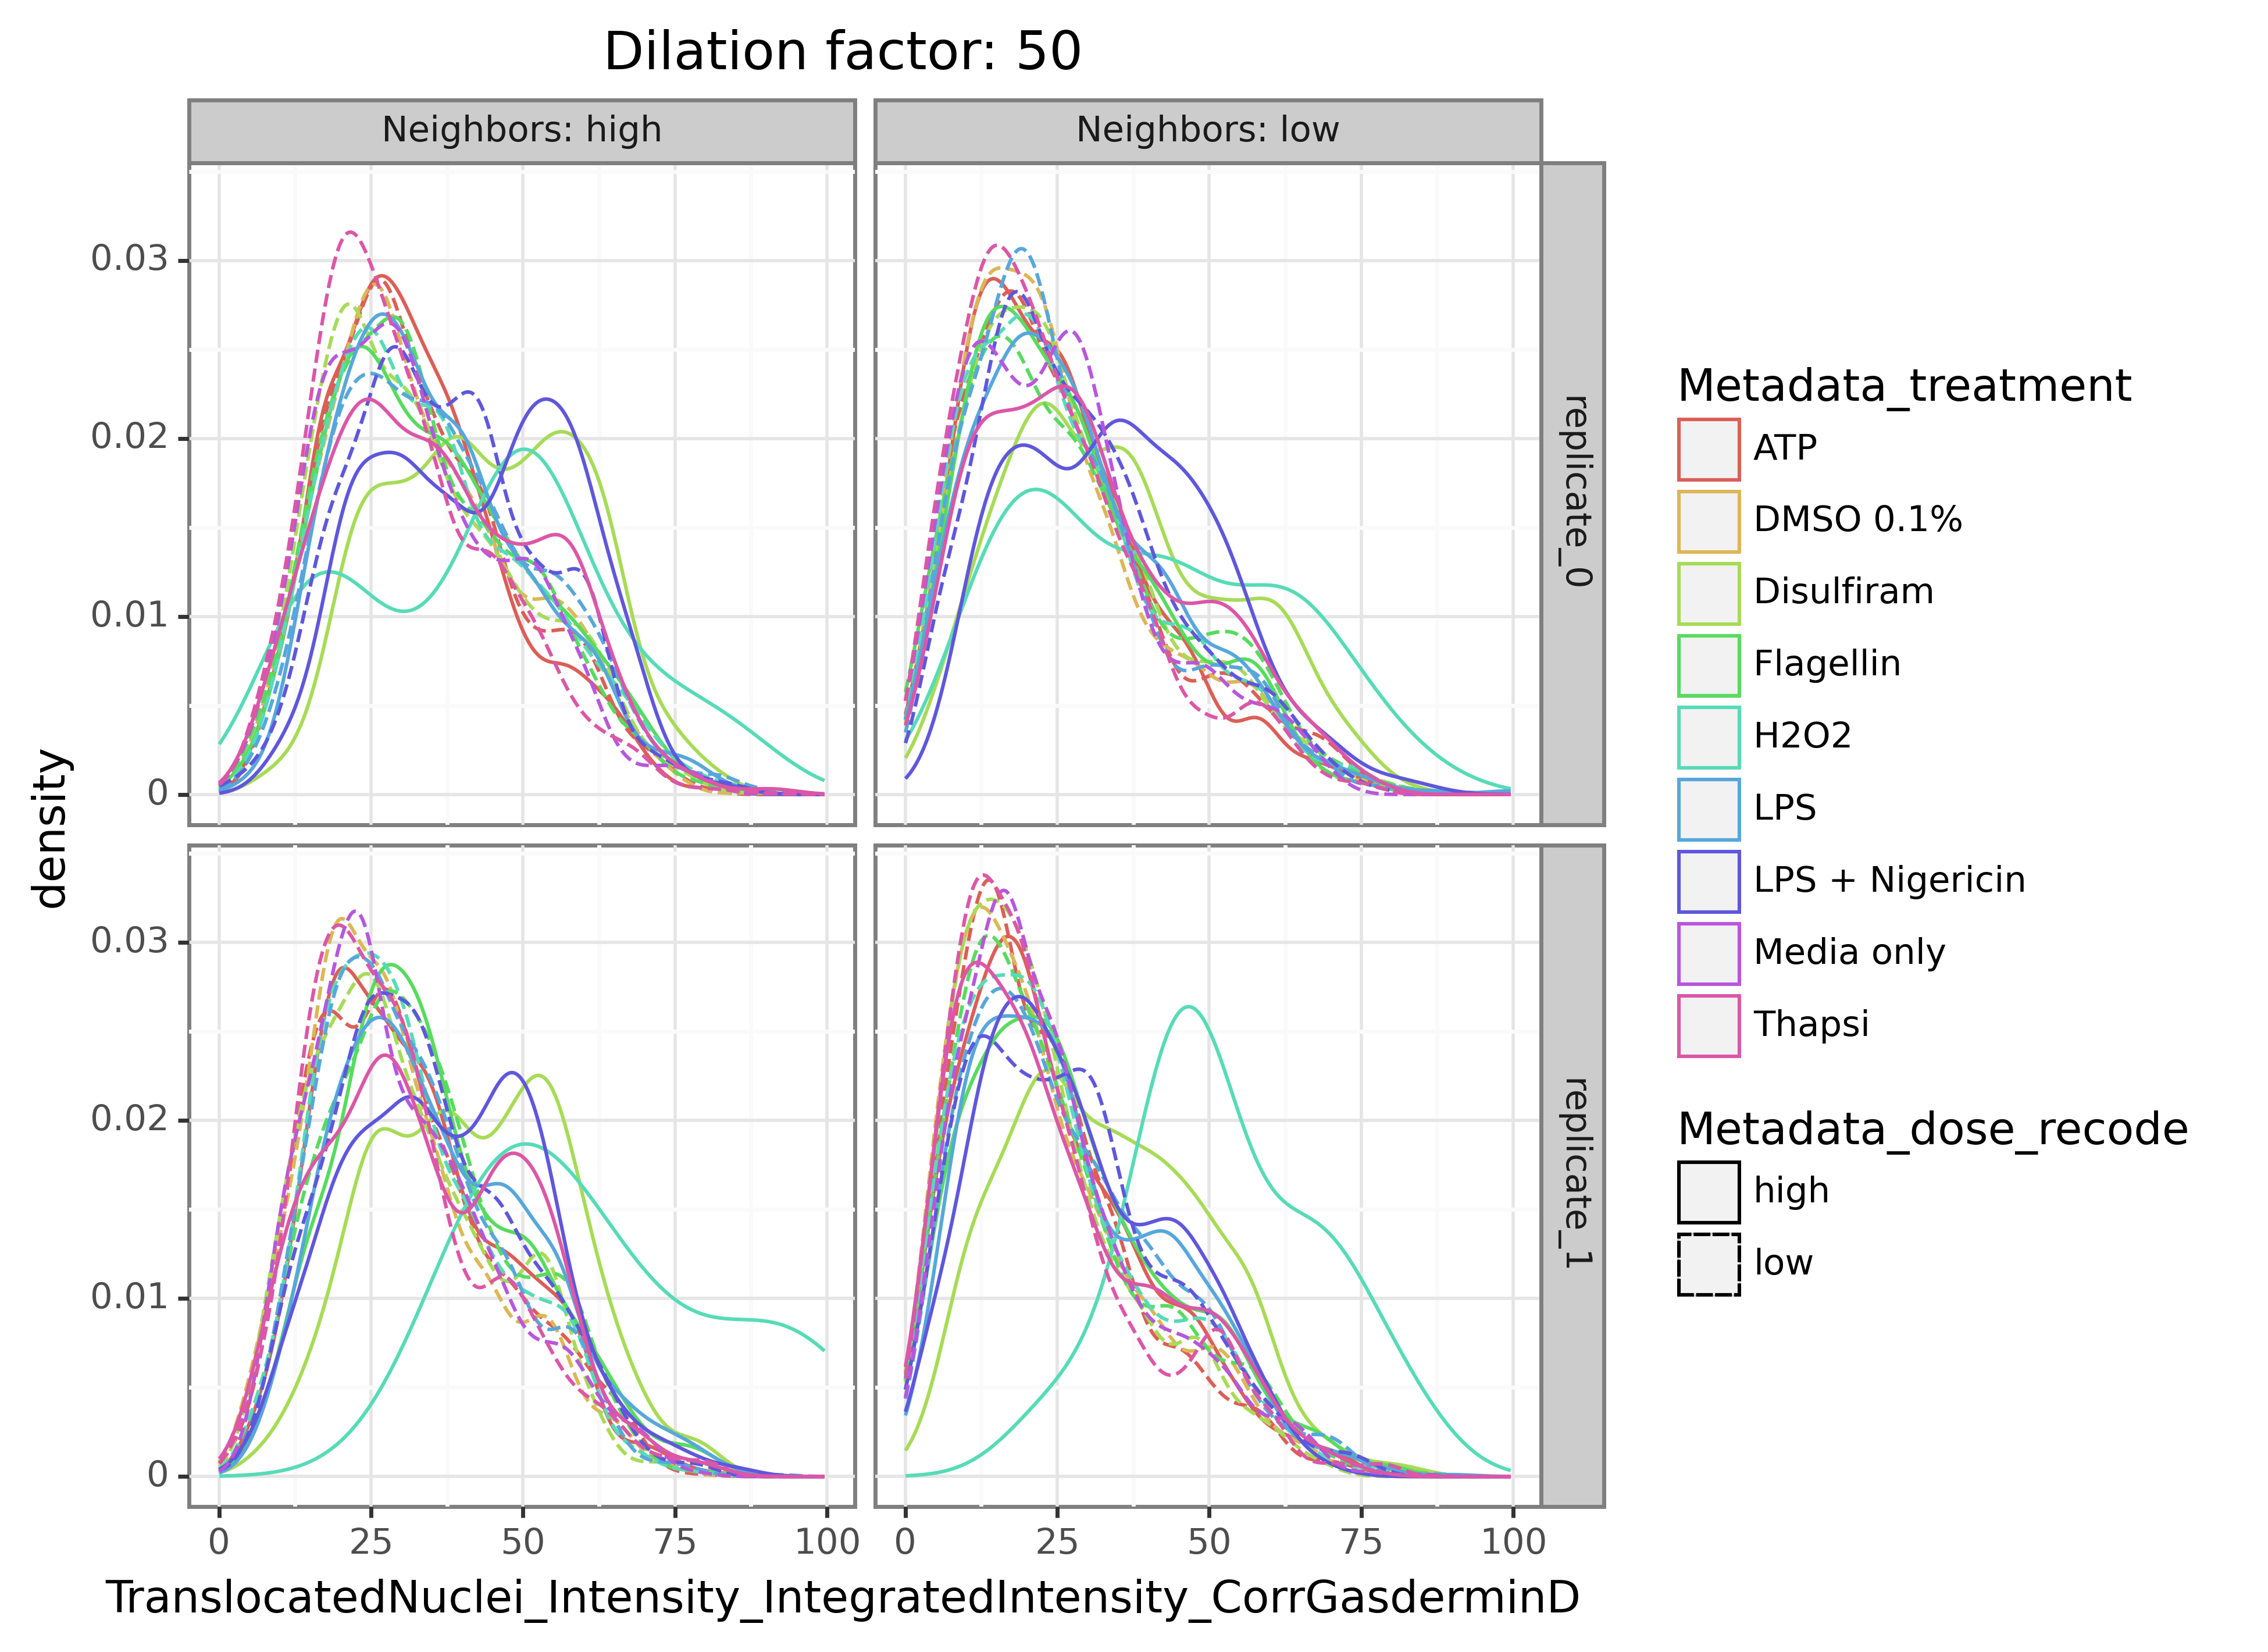 Dilation factor: 50
Neighbors: high
Neighbors: low
0.03
0.02
0.01
0
replicate_0
0.03
0.02
0.01
0
replicate_1
density
0
25
50
75
100
0
25
50
75
100
TranslocatedNuclei_Intensity_IntegratedIntensity_CorrGasderminD
Metadata_treatment
ATP
DMSO 0.1%
Disulfiram
Flagellin
H2O2
LPS
LPS + Nigericin
Media only
Thapsi
Metadata_dose_recode
high
low